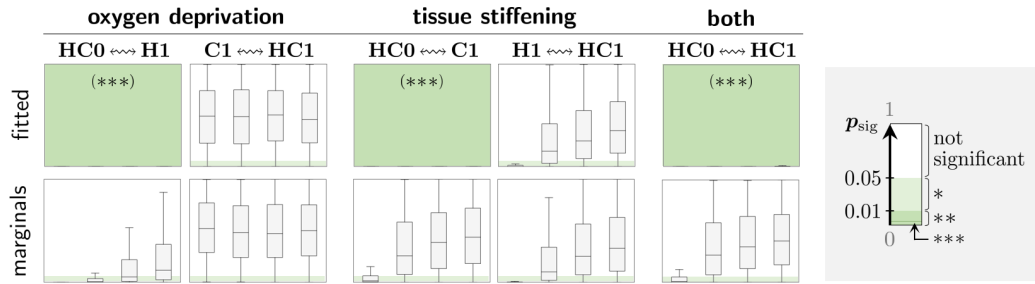 oxygen deprivation tissue stiffening both
HC0 ⇝ H1 C1 ⇝ HC1 HC0 ⇝ C1 H1 ⇝ HC1 HC0 ⇝ HC1
fitted
(***) (***) (***)
marginals
1
p_sig
not
significant
0.05
*
0.01
**
0
***